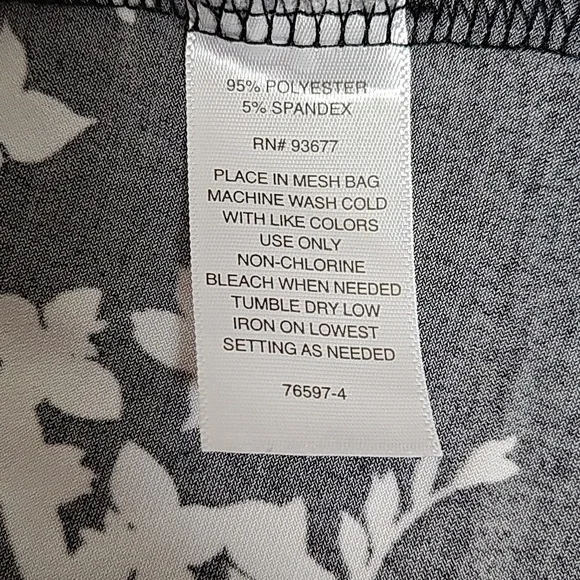 95% POLYESTER
5% SPANDEX
RN# 93677
PLACE IN MESH BAG
MACHINE WASH COLD
WITH LIKE COLORS
USE ONLY
NON-CHLORINE
BLEACH WHEN NEEDED
TUMBLE DRY LOW
IRON ON LOWEST
SETTING AS NEEDED
76597-4